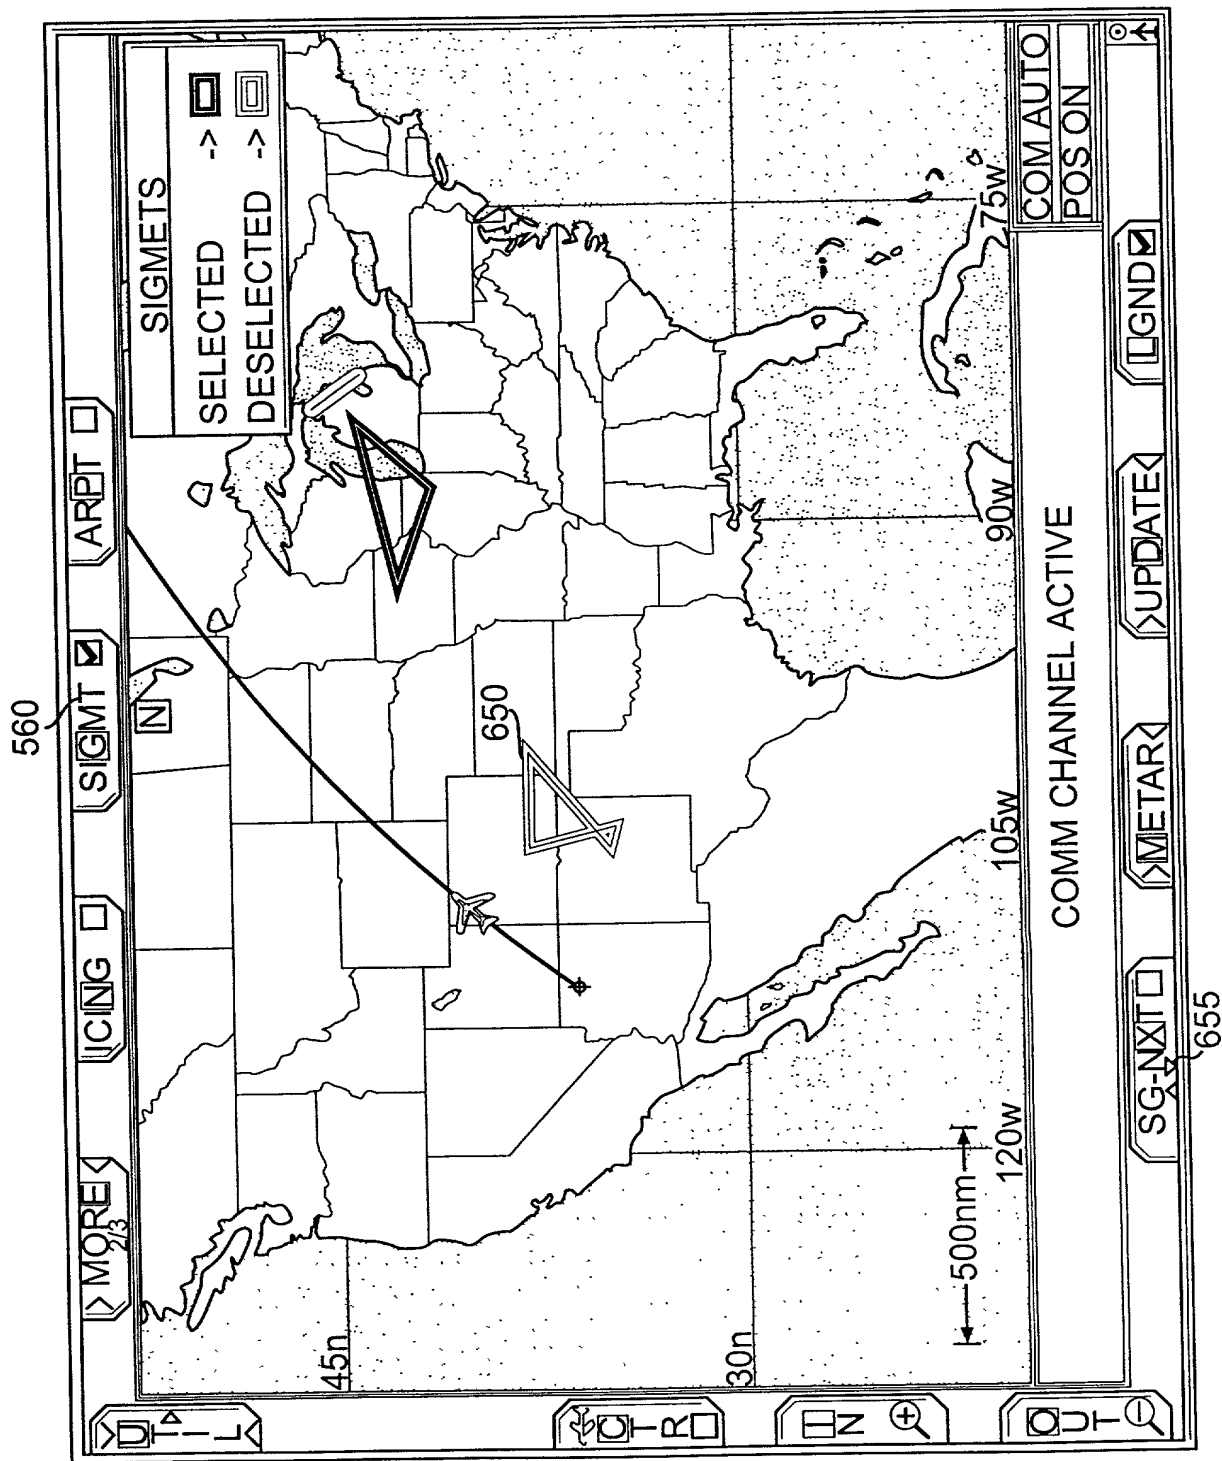 560
>MORE<
2/3
ICING
SIGMT
ARPT
N
SIGMETS
SELECTED ->
DESELECTED ->
650
45n
30n
500nm
120w
105w
90w
75w
COMM CHANNEL ACTIVE
COM AUTO
POS ON
>UTIL<
CTR
IN
OUT
SG-NXT
>METAR<
>UPDATE<
LGND
655